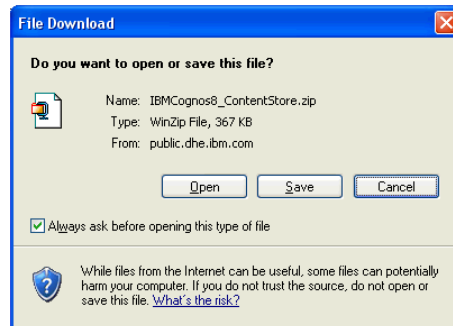 File Download
Do you want to open or save this file?
Name: IBMCognos8_ContentStore.zip
Type: WinZip File, 367 KB
From: public.dhe.ibm.com
Open Save Cancel
Always ask before opening this type of file
While files from the Internet can be useful, some files can potentially
harm your computer. If you do not trust the source, do not open or
save this file. What's the risk?